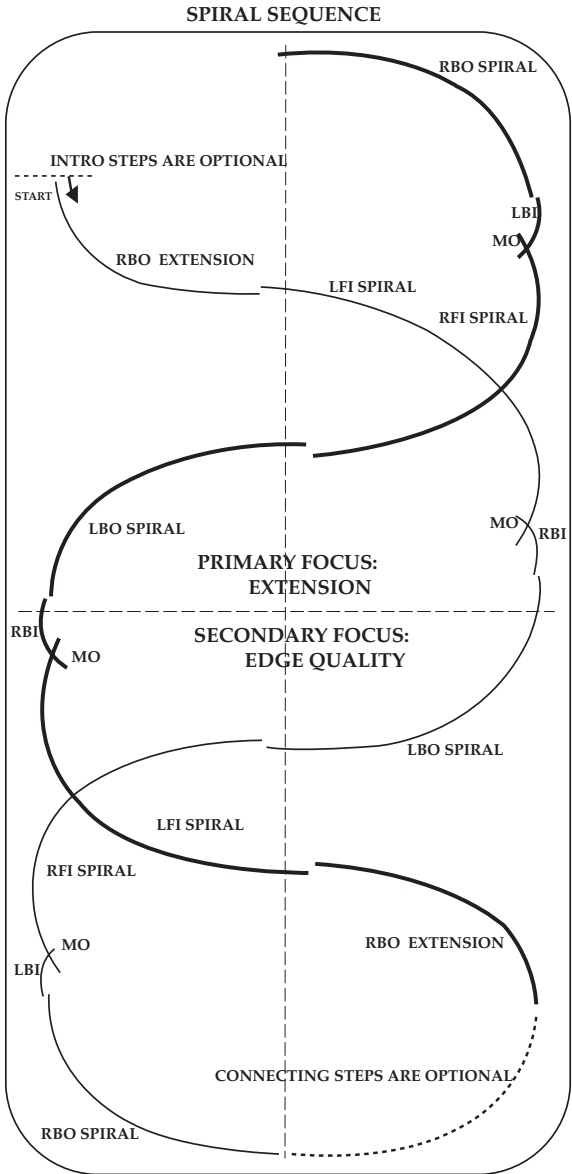 SPIRAL SEQUENCE
RBO SPIRAL
INTRO STEPS ARE OPTIONAL
START
LBI
MO
RBO EXTENSION
LFI SPIRAL
RFI SPIRAL
LBO SPIRAL
MO
RBI
PRIMARY FOCUS:
EXTENSION
RBI
SECONDARY FOCUS:
EDGE QUALITY
MO
LBO SPIRAL
LFI SPIRAL
RFI SPIRAL
MO
RBO EXTENSION
LBI
CONNECTING STEPS ARE OPTIONAL
RBO SPIRAL